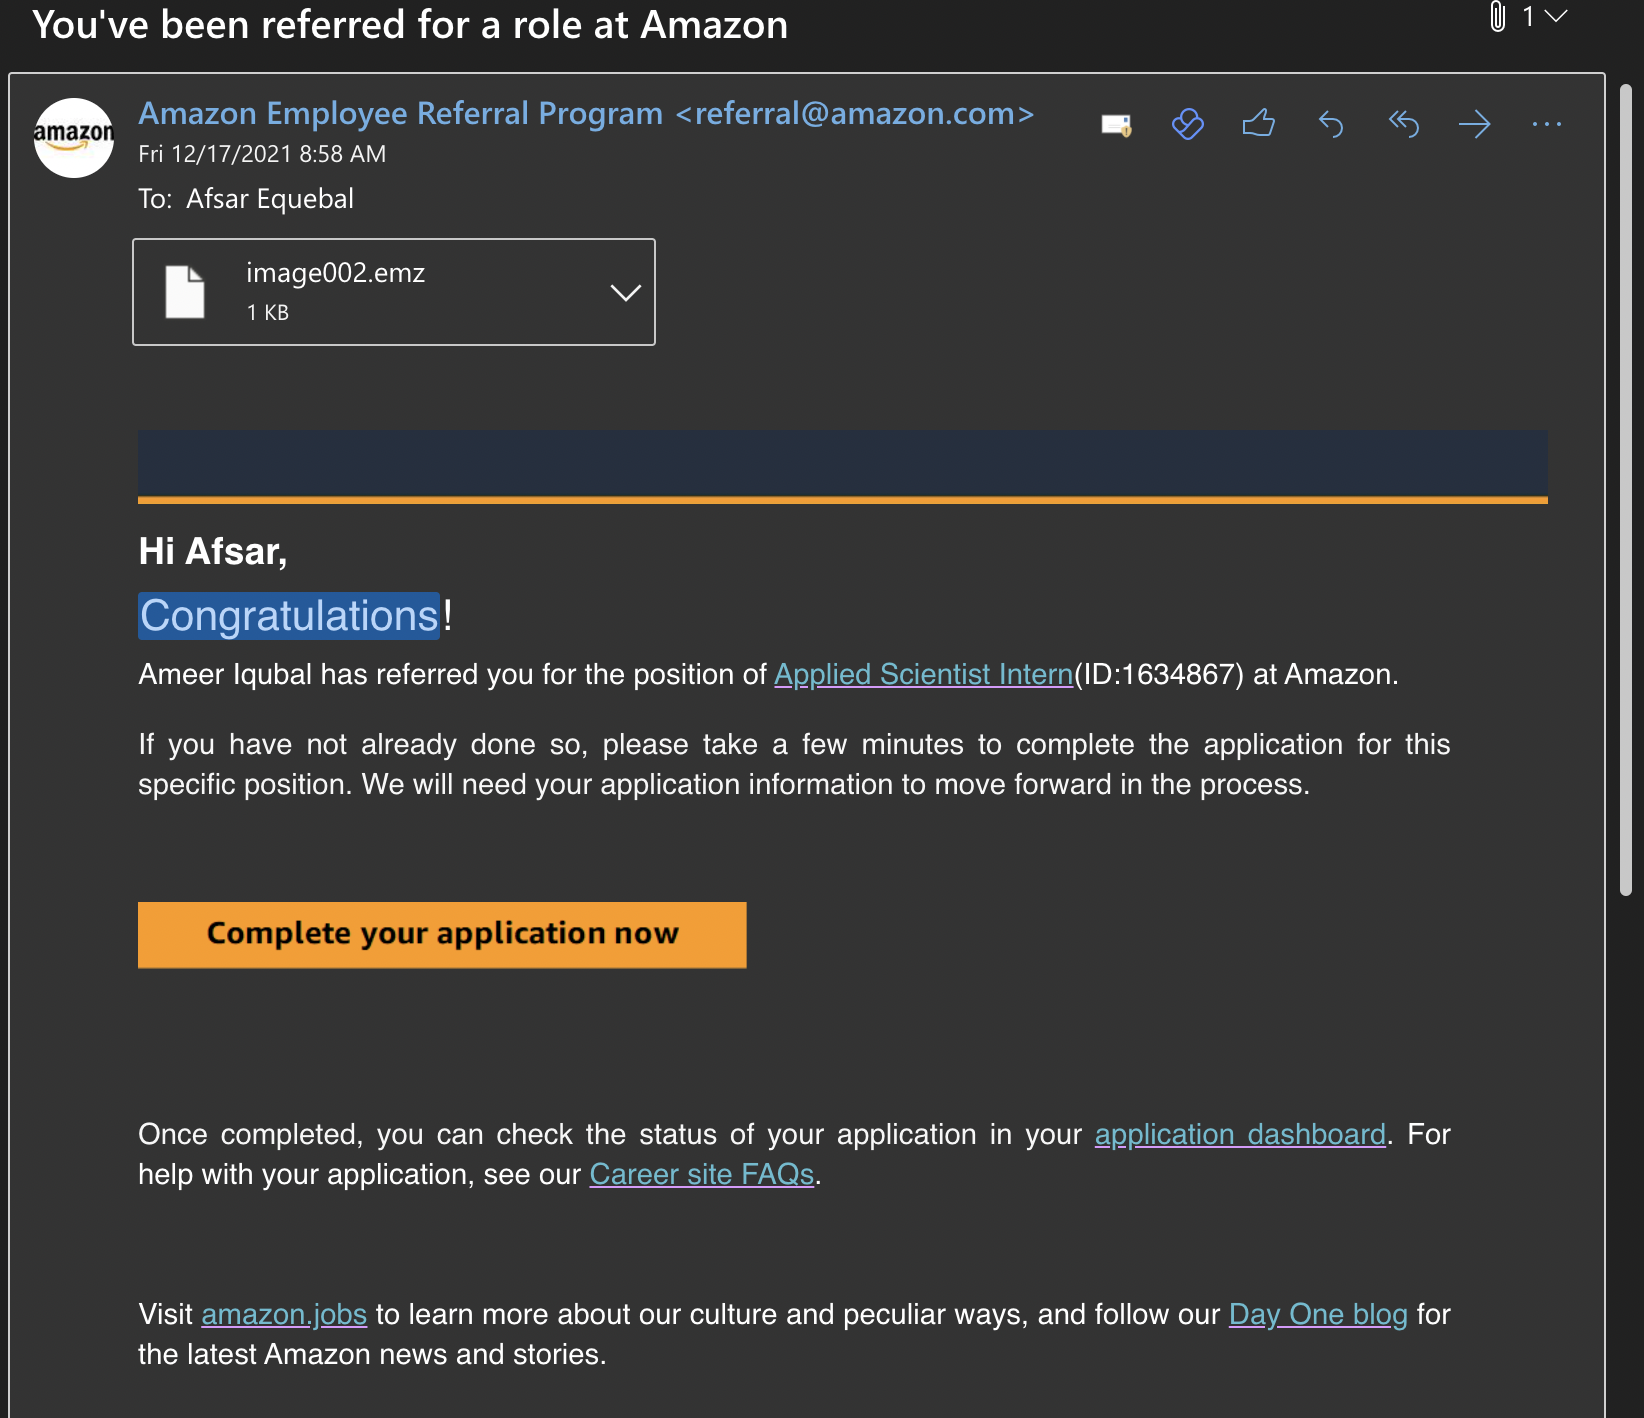 You've been referred for a role at Amazon
1
amazon
Amazon Employee Referral Program <referral@amazon.com>
Fri 12/17/2021 8:58 AM
To: Afsar Equebal
image002.emz
1 KB
Hi Afsar,
Congratulations!
Ameer Iqubal has referred you for the position of Applied Scientist Intern(ID:1634867) at Amazon.
If you have not already done so, please take a few minutes to complete the application for this
specific position. We will need your application information to move forward in the process.
Complete your application now
Once completed, you can check the status of your application in your application dashboard. For
help with your application, see our Career site FAQs.
Visit amazon.jobs to learn more about our culture and peculiar ways, and follow our Day One blog for
the latest Amazon news and stories.